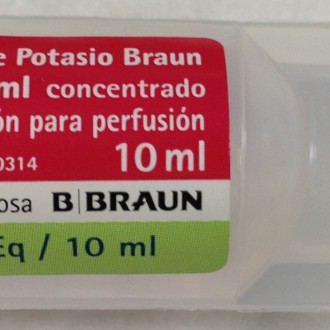 e Potasio Braun
ml concentrado
ón para perfusión
0314 10 ml
osa B|BRAUN
Eq / 10 ml